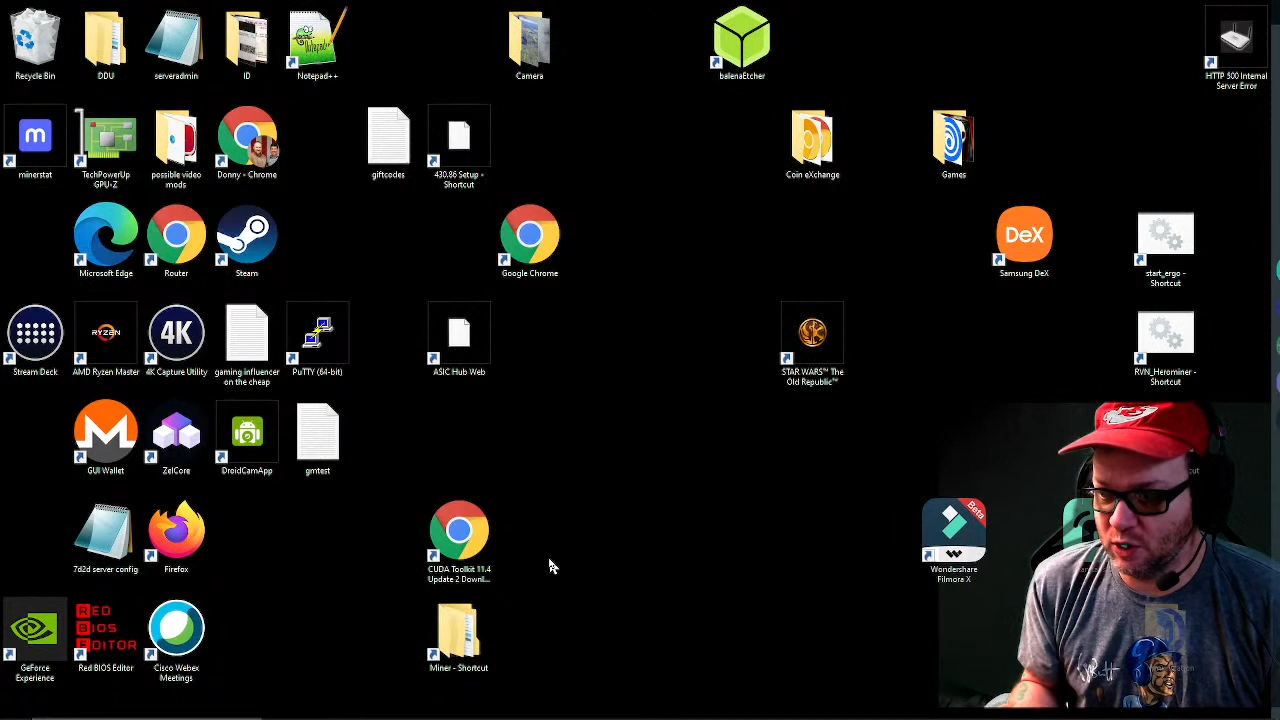 Recycle Bin
DDU
serveradmin
ID
Notepad++
Camera
balenaEtcher
HTTP 500 Internal
Server Error
minerstat
TechPowerUp
GPU-Z
possible video
mods
Donny - Chrome
giftcodes
430.86 Setup -
Shortcut
Coin eXchange
Games
Microsoft Edge
Router
Steam
Google Chrome
DeX
Samsung DeX
start_ergo -
Shortcut
Stream Deck
RYZEN
AMD Ryzen Master
4K
4K Capture Utility
gaming influencer
on the cheap
PuTTY (64-bit)
ASIC Hub Web
STAR WARS™ The
Old Republic™
RVN_Herominer -
Shortcut
GUI Wallet
ZelCore
DroidCamApp
gmtest
7d2d server config
Firefox
CUDA Toolkit 11.4
Update 2 Downl...
Beta
Wondershare
Filmora X
GeForce
Experience
RED
BIOS
EDITOR
Red BIOS Editor
Cisco Webex
Meetings
Miner - Shortcut